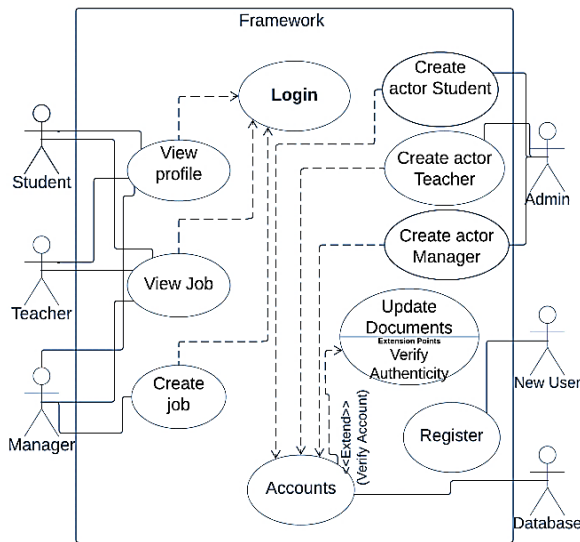 Framework
Login
Create
actor Student
Student
View
profile
Create actor
Teacher
Admin
Create actor
Manager
Teacher
View Job
Update
Documents
Extension Points
Verify
Authenticity
New User
Manager
Create
job
<<Extend>>
(Verify Account)
Register
Accounts
Database